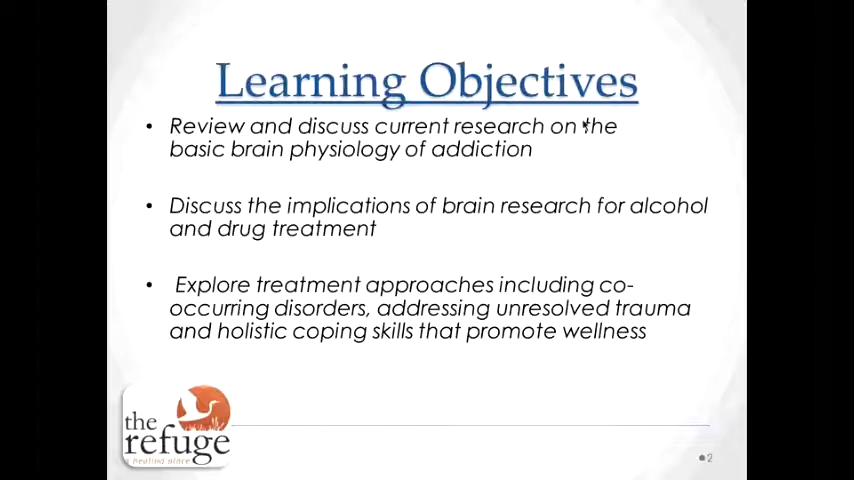 Learning Objectives
• Review and discuss current research on the
basic brain physiology of addiction
• Discuss the implications of brain research for alcohol
and drug treatment
• Explore treatment approaches including co-
occurring disorders, addressing unresolved trauma
and holistic coping skills that promote wellness
the
refuge
a healing place
2